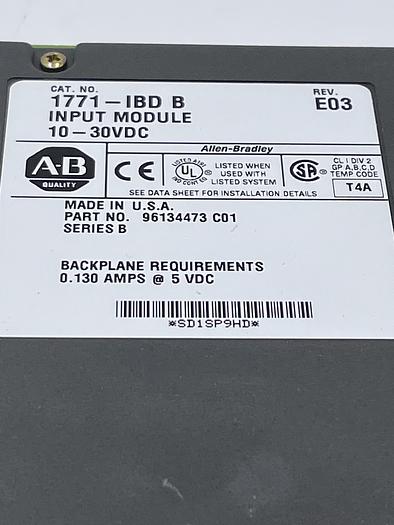 CAT. NO.
1771-IBD B
INPUT MODULE
10-30VDC
REV.
E03
Allen-Bradley
A-B
QUALITY
CE
UL
LISTED WHEN
USED WITH
LISTED SYSTEM
SA
CL I DIV 2
GP A,B,C,D
TEMP CODE
T4A
SEE DATA SHEET FOR INSTALLATION DETAILS
MADE IN U.S.A.
PART NO. 96134473 C01
SERIES B
BACKPLANE REQUIREMENTS
0.130 AMPS @ 5 VDC
*SD1SP9HD*